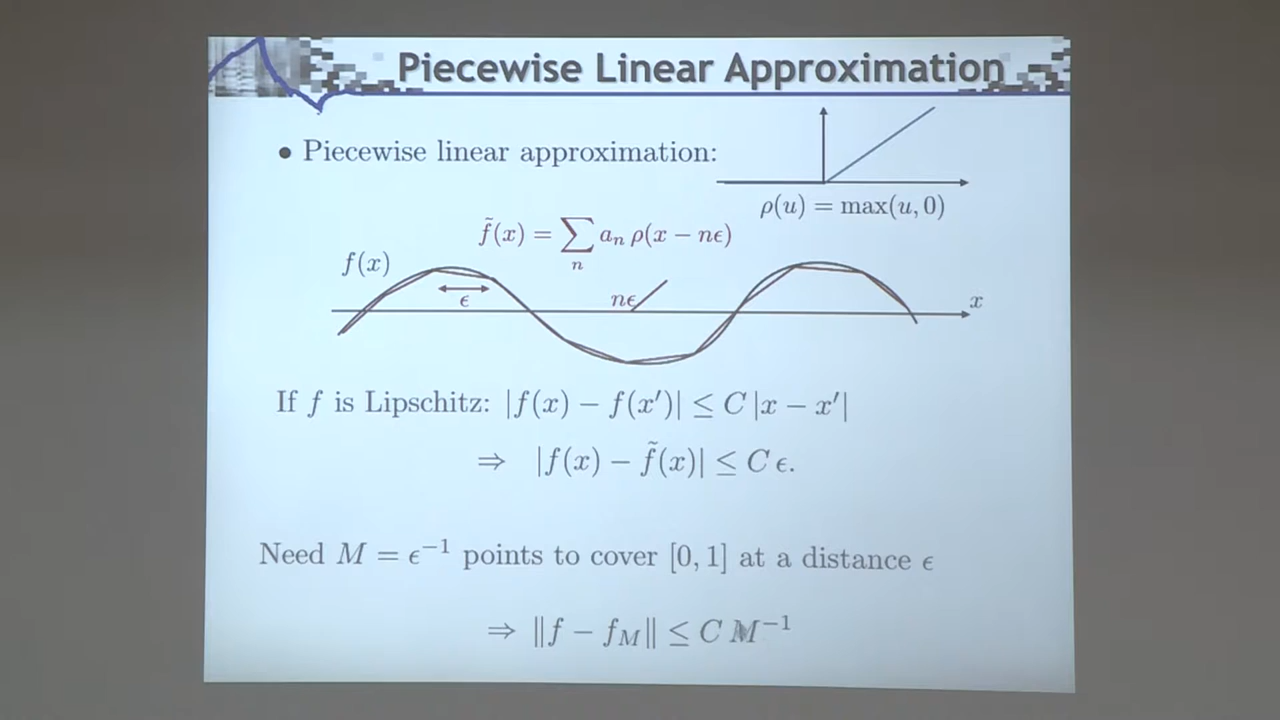 Piecewise Linear Approximation
• Piecewise linear approximation:
ρ(u) = max(u, 0)
f̃(x) = ∑ₙ aₙ ρ(x − nϵ)
f(x)
ϵ
nϵ
x
If f is Lipschitz: |f(x) − f(x′)| ≤ C |x − x′|
⇒ |f(x) − f̃(x)| ≤ C ϵ.
Need M = ϵ⁻¹ points to cover [0, 1] at a distance ϵ
⇒ ‖f − f_M‖ ≤ C M⁻¹